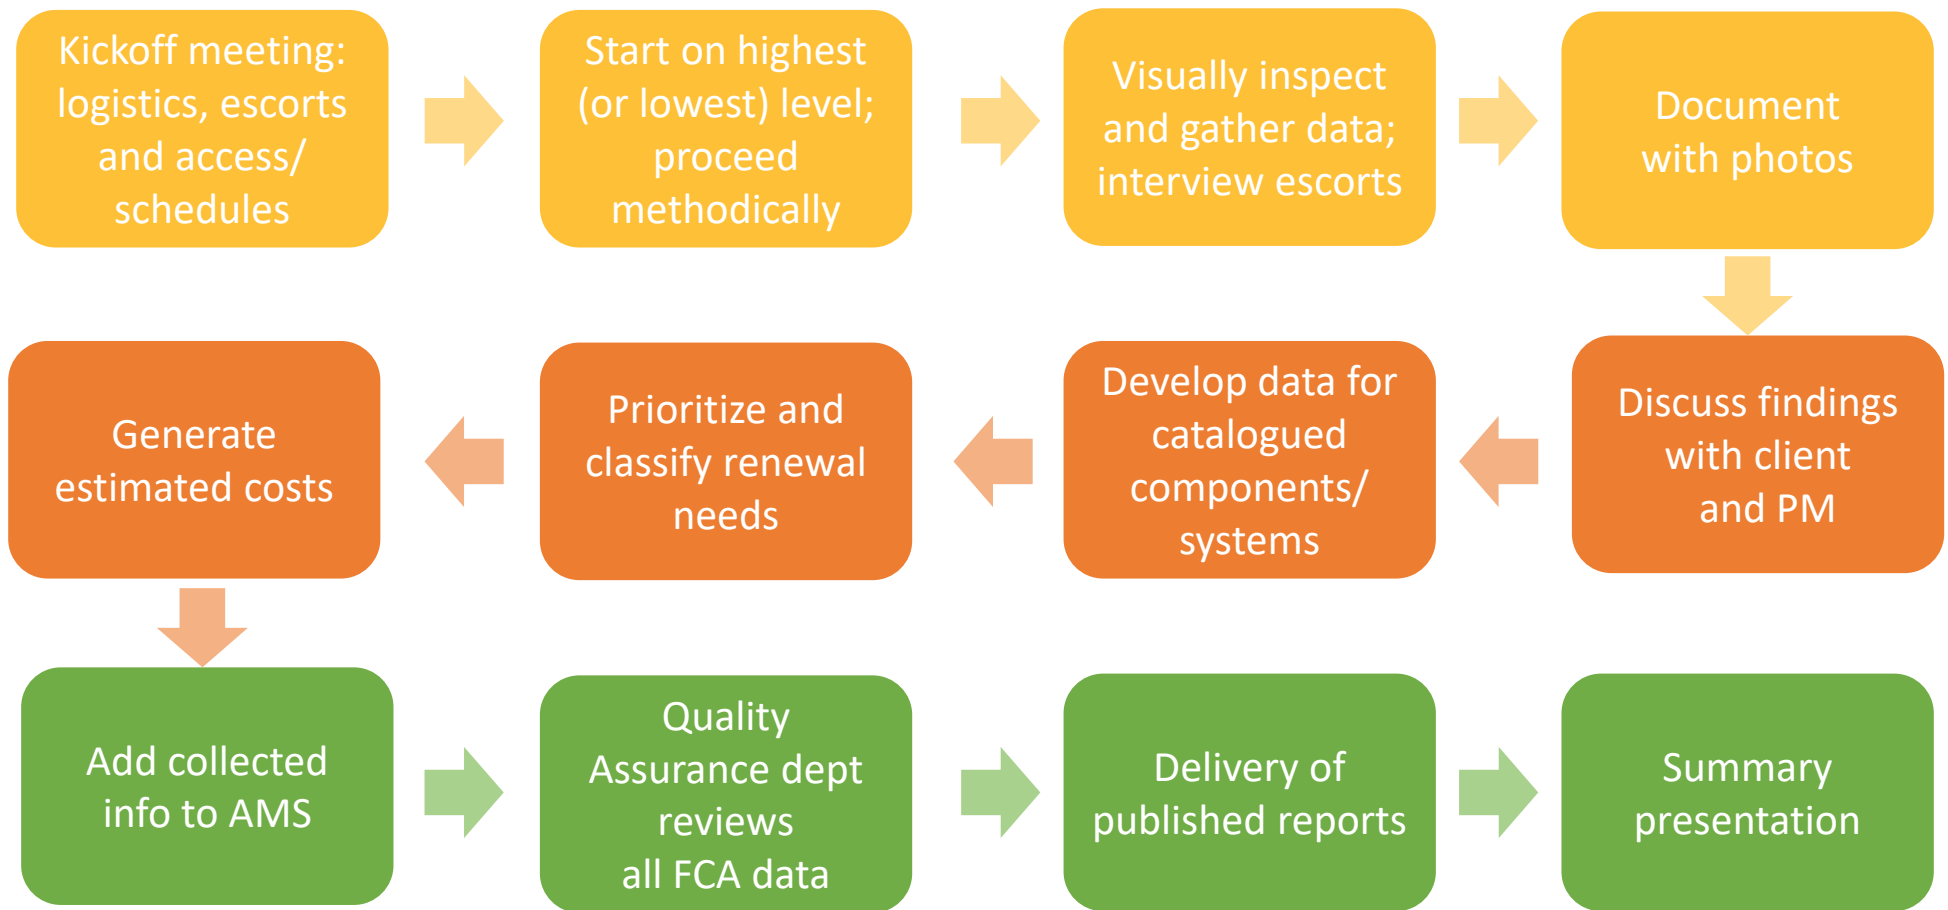 Kickoff meeting:
logistics, escorts
and access/
schedules
Start on highest
(or lowest) level;
proceed
methodically
Visually inspect
and gather data;
interview escorts
Document
with photos
Discuss findings
with client
and PM
Develop data for
catalogued
components/
systems
Prioritize and
classify renewal
needs
Generate
estimated costs
Add collected
info to AMS
Quality
Assurance dept
reviews
all FCA data
Delivery of
published reports
Summary
presentation